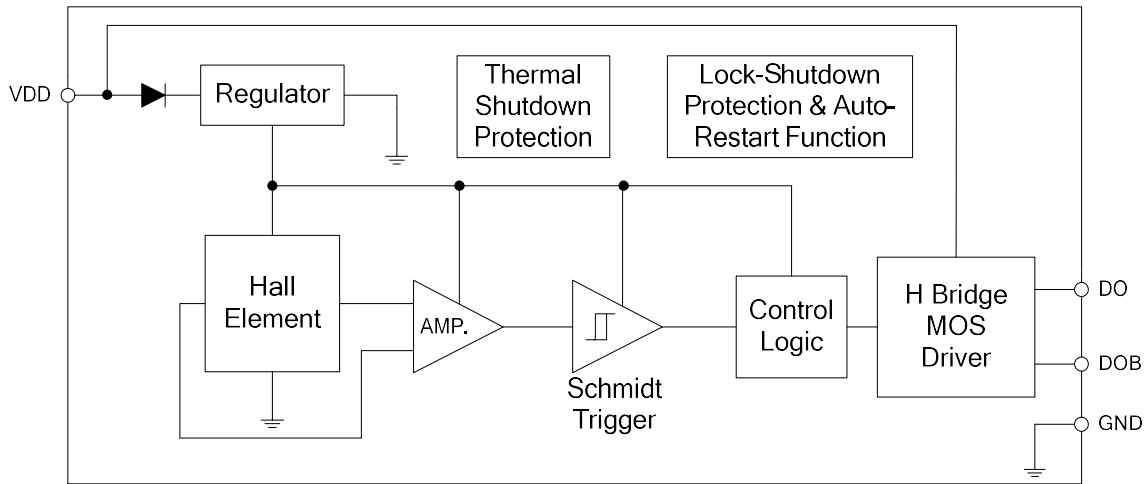 VDD
Regulator
Thermal
Shutdown
Protection
Lock-Shutdown
Protection & Auto-
Restart Function
Hall
Element
AMP.
Schmidt
Trigger
Control
Logic
H Bridge
MOS
Driver
DO
DOB
GND